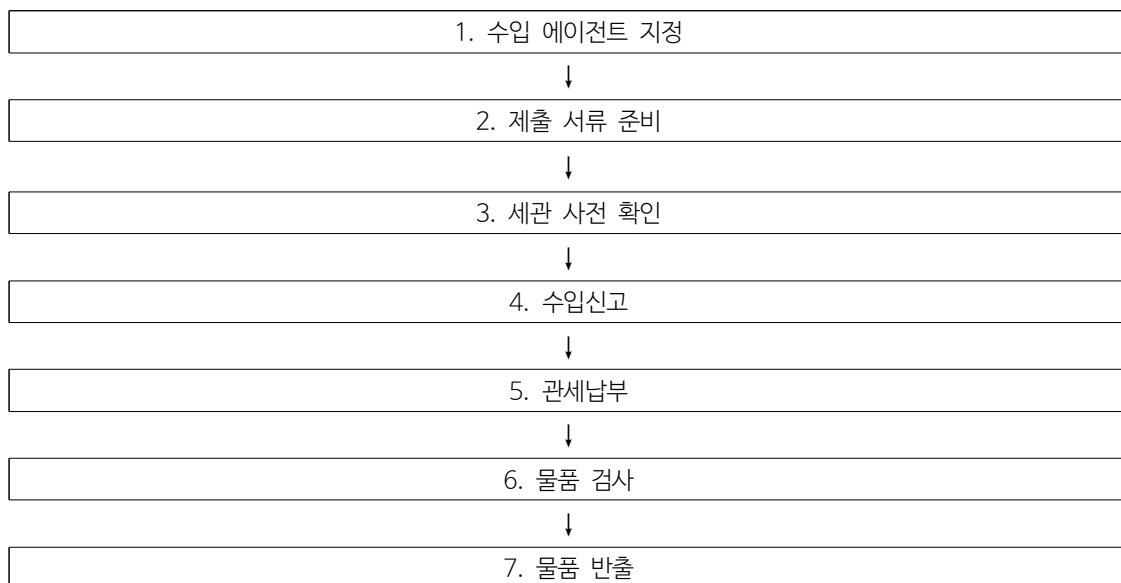 1. 수입 에이전트 지정
↓
2. 제출 서류 준비
↓
3. 세관 사전 확인
↓
4. 수입신고
↓
5. 관세납부
↓
6. 물품 검사
↓
7. 물품 반출